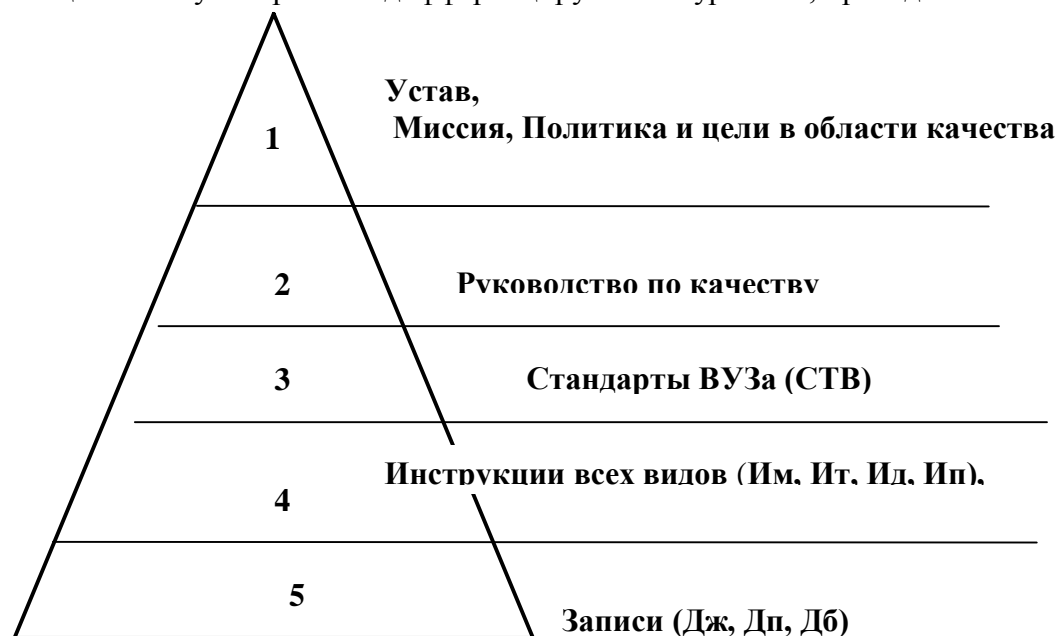 1
Устав,
Миссия, Политика и цели в области качества
2
Руководство по качеству
3
Стандарты ВУЗа (СТВ)
4
Инструкции всех видов (Им, Ит, Ид, Ип),
5
Записи (Дж, Дп, Дб)